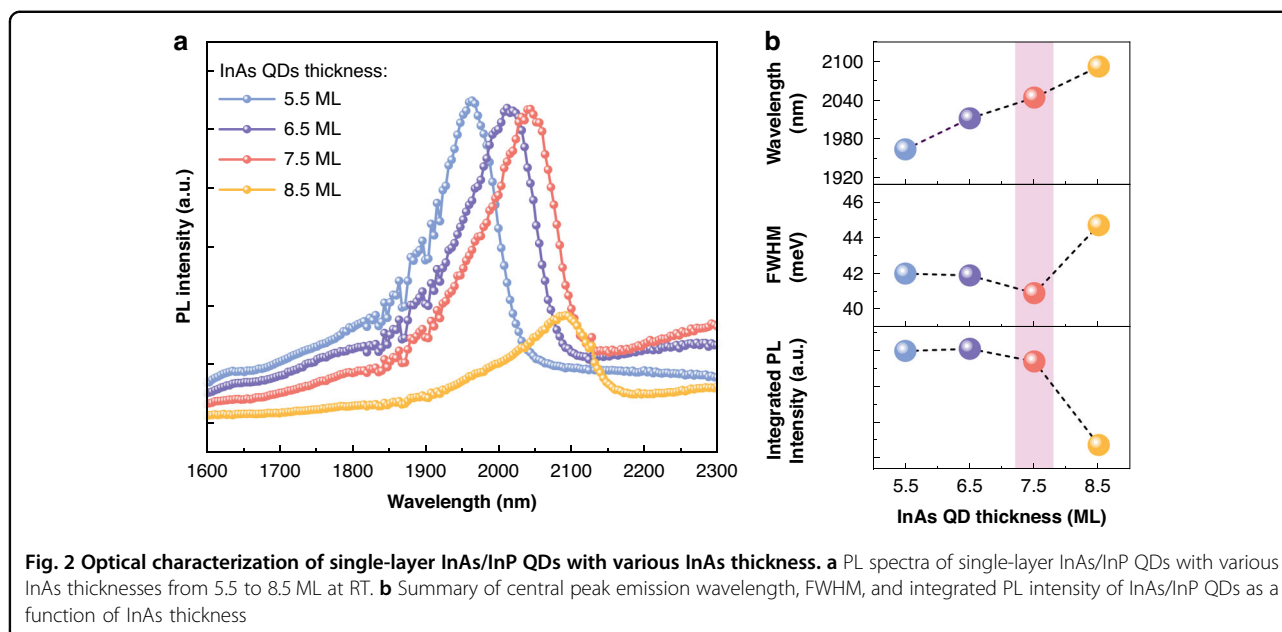 a
InAs QDs thickness:
5.5 ML
6.5 ML
7.5 ML
8.5 ML
PL intensity (a.u.)
1600 1700 1800 1900 2000 2100 2200 2300
Wavelength (nm)
b
2100
2040
1980
1920
Wavelength
(nm)
46
44
42
40
FWHM
(meV)
Integrated PL
Intensity (a.u.)
5.5 6.5 7.5 8.5
InAs QD thickness (ML)
Fig. 2 Optical characterization of single-layer InAs/InP QDs with various InAs thickness. a PL spectra of single-layer InAs/InP QDs with various
InAs thicknesses from 5.5 to 8.5 ML at RT. b Summary of central peak emission wavelength, FWHM, and integrated PL intensity of InAs/InP QDs as a
function of InAs thickness